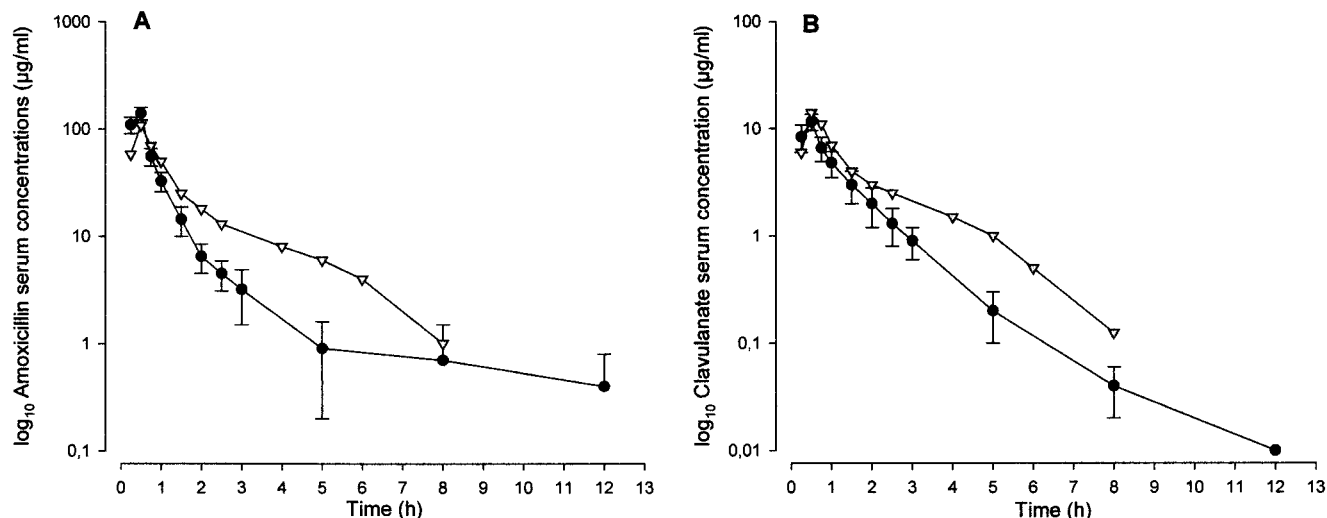 A
log10 Amoxicillin serum concentrations (µg/ml)
1000
100
10
1
0,1
0 1 2 3 4 5 6 7 8 9 10 11 12 13
Time (h)
B
log10 Clavulanate serum concentration (µg/ml)
100
10
1
0,1
0,01
0 1 2 3 4 5 6 7 8 9 10 11 12 13
Time (h)